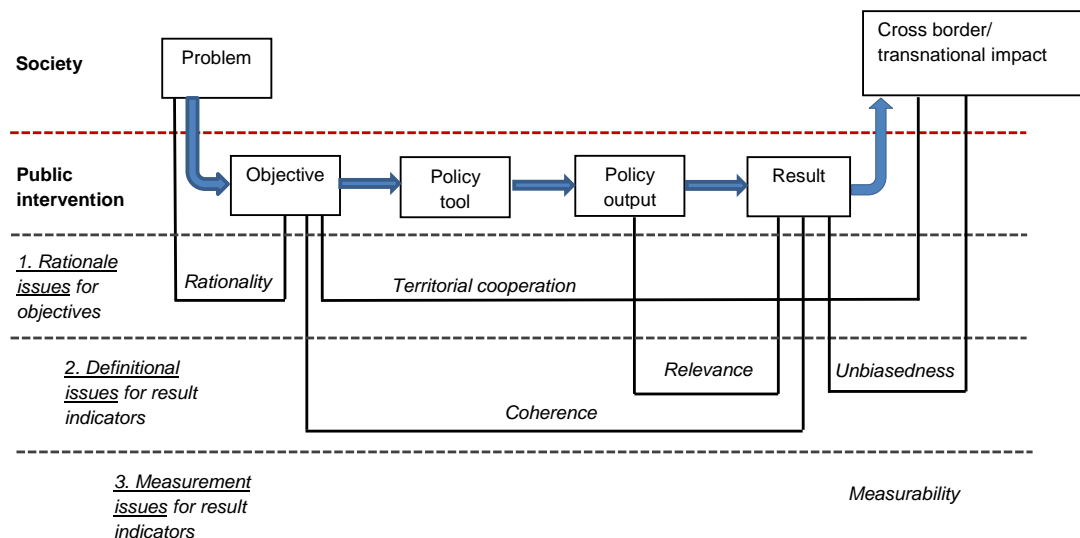 Society
Problem
Cross border/
transnational impact
Public
intervention
Objective
Policy
tool
Policy
output
Result
1. Rationale
issues for
objectives
Rationality
Territorial cooperation
2. Definitional
issues for result
indicators
Relevance
Unbiasedness
Coherence
3. Measurement
issues for result
indicators
Measurability